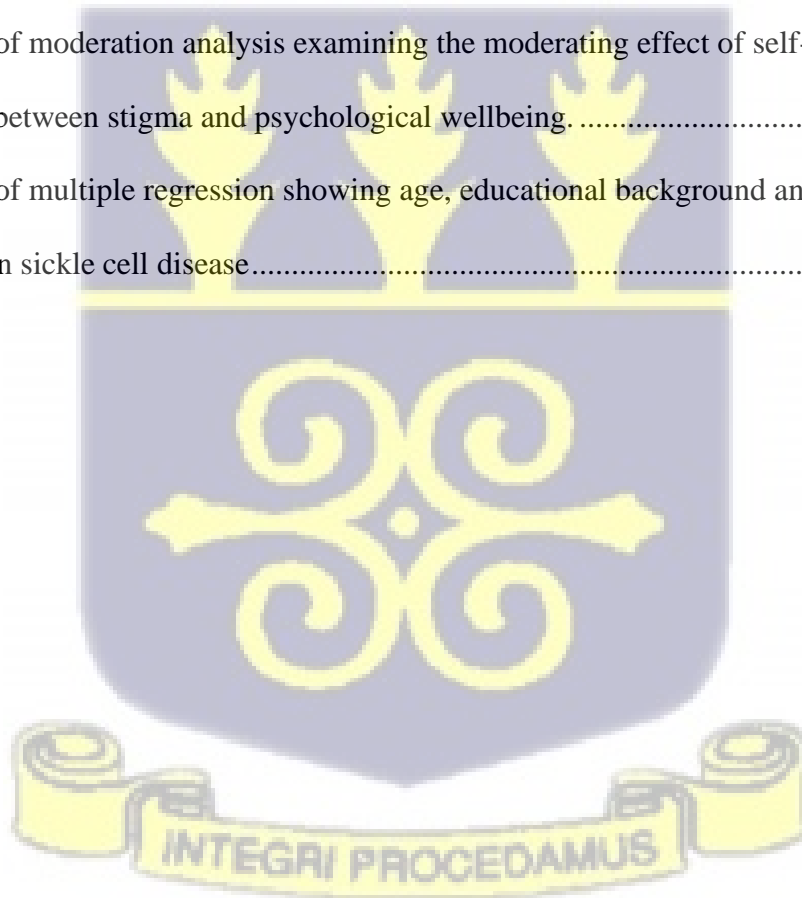 of moderation analysis examining the moderating effect of self-
between stigma and psychological wellbeing. ..............................
of multiple regression showing age, educational background an
n sickle cell disease.......................................................................
INTEGRI PROCEDAMUS